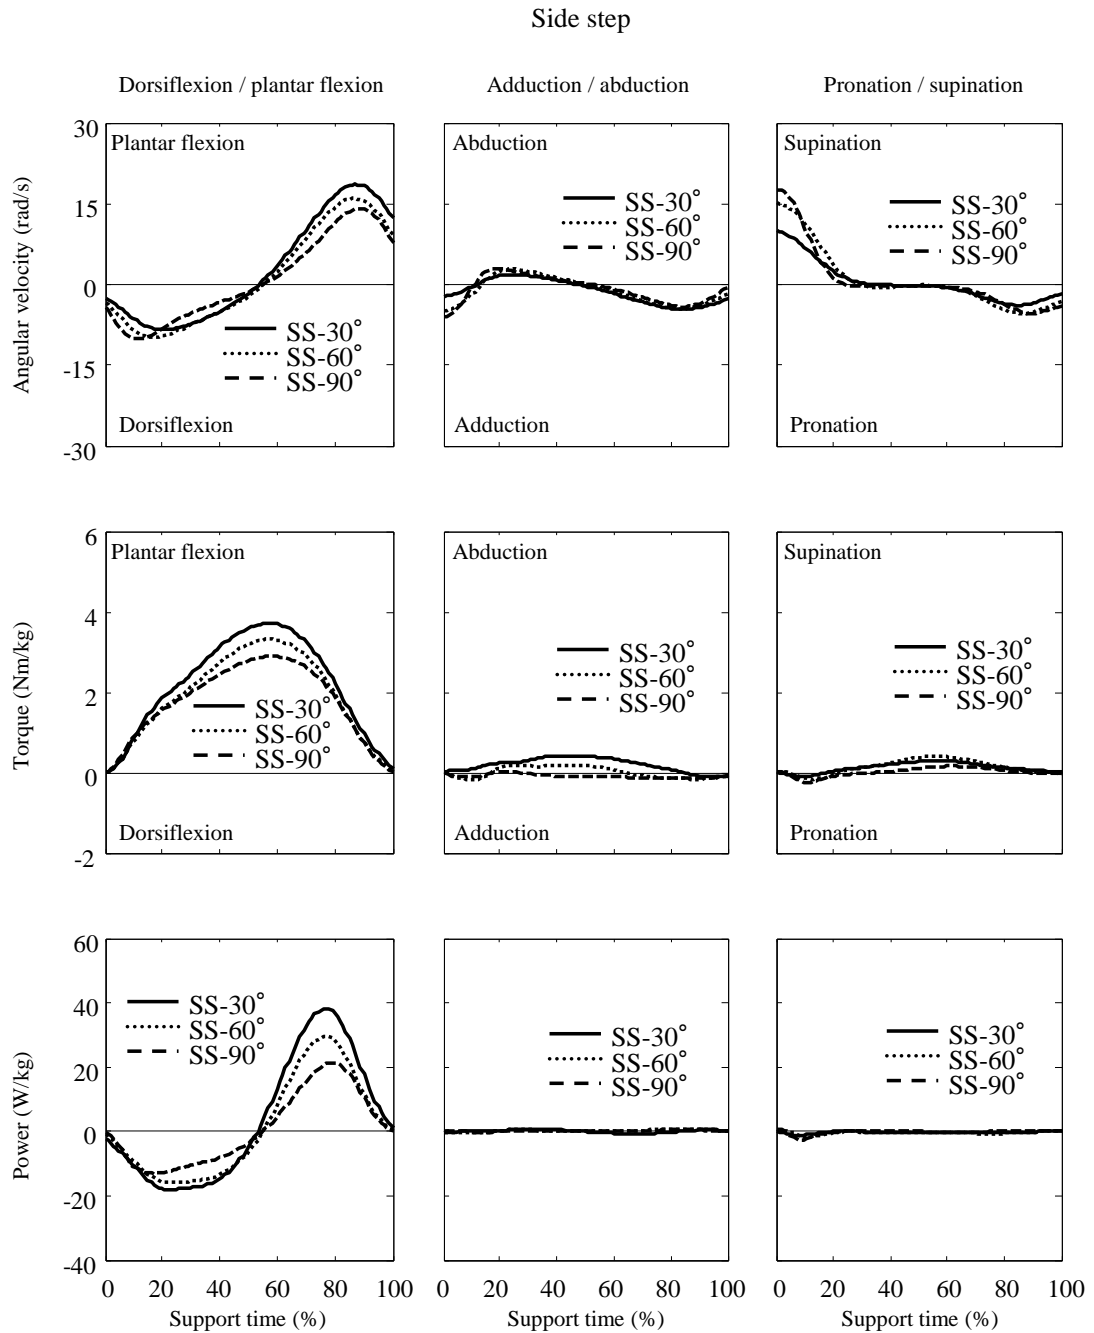 Side step
Dorsiflexion / plantar flexion
Adduction / abduction
Pronation / supination
Angular velocity (rad/s)
30
15
0
-15
-30
Plantar flexion
SS-30°
SS-60°
SS-90°
Dorsiflexion
Abduction
SS-30°
SS-60°
SS-90°
Adduction
Supination
SS-30°
SS-60°
SS-90°
Pronation
Torque (Nm/kg)
6
4
2
0
-2
Plantar flexion
SS-30°
SS-60°
SS-90°
Dorsiflexion
Abduction
SS-30°
SS-60°
SS-90°
Adduction
Supination
SS-30°
SS-60°
SS-90°
Pronation
Power (W/kg)
60
40
20
0
-20
-40
SS-30°
SS-60°
SS-90°
SS-30°
SS-60°
SS-90°
SS-30°
SS-60°
SS-90°
0 20 40 60 80 100
0 20 40 60 80 100
0 20 40 60 80 100
Support time (%)
Support time (%)
Support time (%)